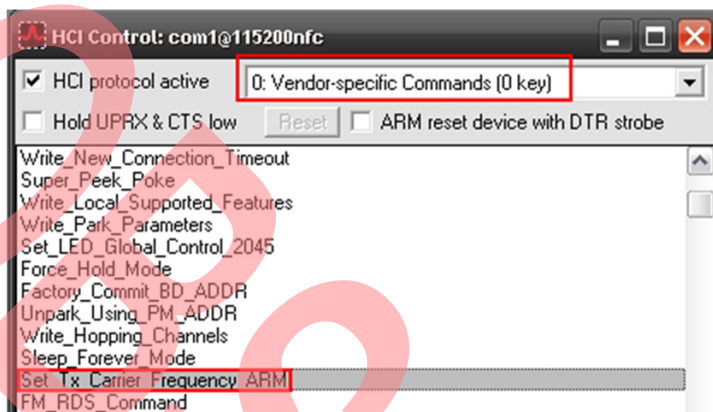 HCI Control: com1@115200nfc
HCI protocol active
0: Vendor-specific Commands (0 key)
Hold UPRX & CTS low
Reset
ARM reset device with DTR strobe
Write_New_Connection_Timeout
Super_Peek_Poke
Write_Local_Supported_Features
Write_Park_Parameters
Set_LED_Global_Control_2045
Force_Hold_Mode
Factory_Commit_BD_ADDR
Unpark_Using_PM_ADDR
Write_Hopping_Channels
Sleep_Forever_Mode
Set_Tx_Carrier_Frequency_ARM
FM_RDS_Command